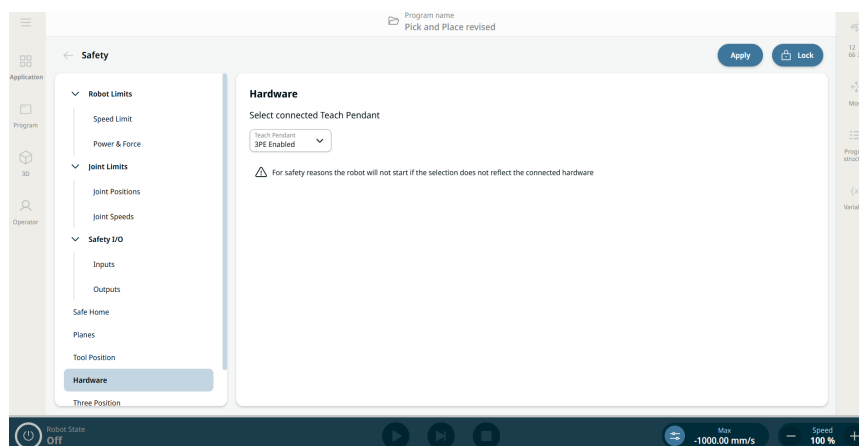 Program name
Pick and Place revised
Safety
Apply
Lock
Application
Program
3D
Operator
Robot Limits
Speed Limit
Power & Force
Joint Limits
Joint Positions
Joint Speeds
Safety I/O
Inputs
Outputs
Safe Home
Planes
Tool Position
Hardware
Three Position
Hardware
Select connected Teach Pendant
Teach Pendant
3PE Enabled
For safety reasons the robot will not start if the selection does not reflect the connected hardware
12
66
Robot State
Off
Max
-1000.00 mm/s
Speed
100 %